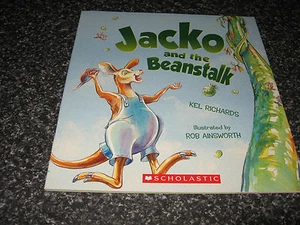 Jacko
and the
Beanstalk
KEL RICHARDS
Illustrated by
ROB AINSWORTH
SCHOLASTIC